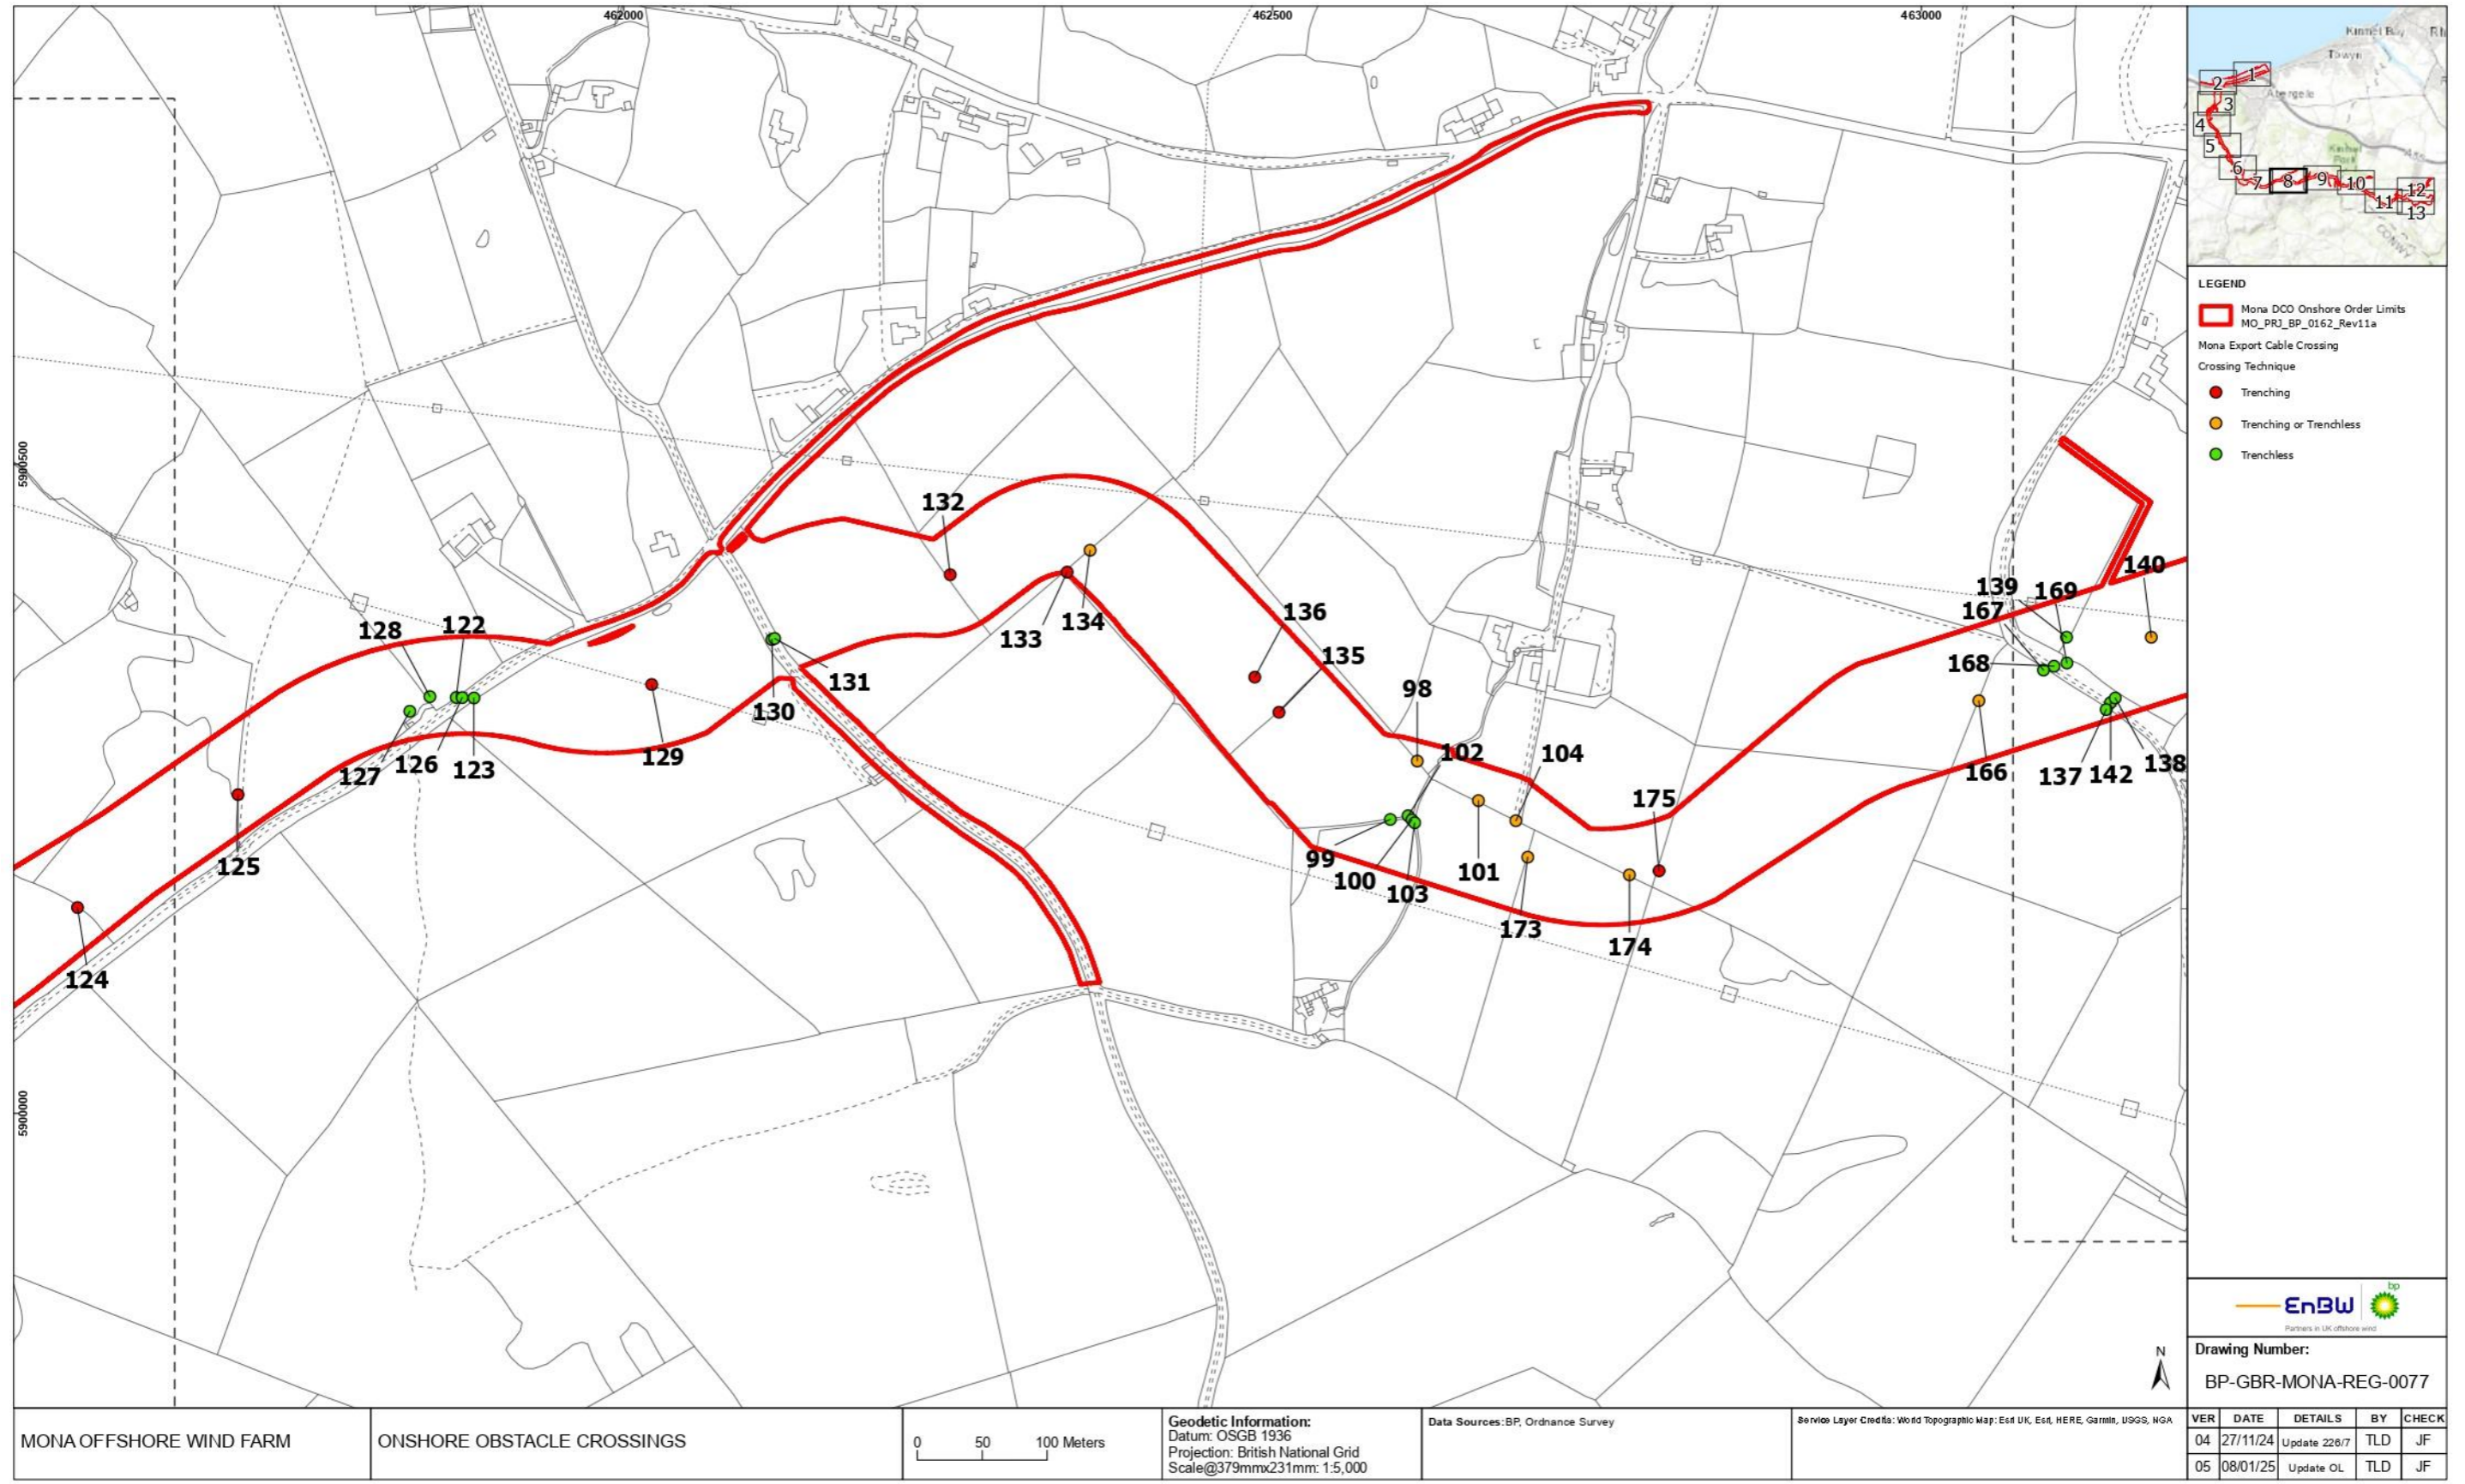 462000
462500
463000
5900500
5900000
132
136
128
122
133
134
135
131
98
130
102
104
129
127
126
123
175
125
99
100
103
101
173
174
124
139
169
140
167
168
166
137
142
138
Kinmel Bay
Rh
Towyn
Abergele
Kinmel
Park
A55
CONWY
1
2
3
4
5
6
7
8
9
10
11
12
13
LEGEND
Mona DCO Onshore Order Limits
MO_PRJ_BP_0162_Rev11a
Mona Export Cable Crossing
Crossing Technique
Trenching
Trenching or Trenchless
Trenchless
EnBW
bp
Partners in UK offshore wind
N
Drawing Number:
BP-GBR-MONA-REG-0077
MONA OFFSHORE WIND FARM
ONSHORE OBSTACLE CROSSINGS
0 50 100 Meters
Geodetic Information:
Datum: OSGB 1936
Projection: British National Grid
Scale@379mmx231mm: 1:5,000
Data Sources: BP, Ordnance Survey
Service Layer Credits: World Topographic Map: Esri UK, Esri, HERE, Garmin, USGS, NGA
VER DATE DETAILS BY CHECK
04 27/11/24 Update 226/7 TLD JF
05 08/01/25 Update OL TLD JF